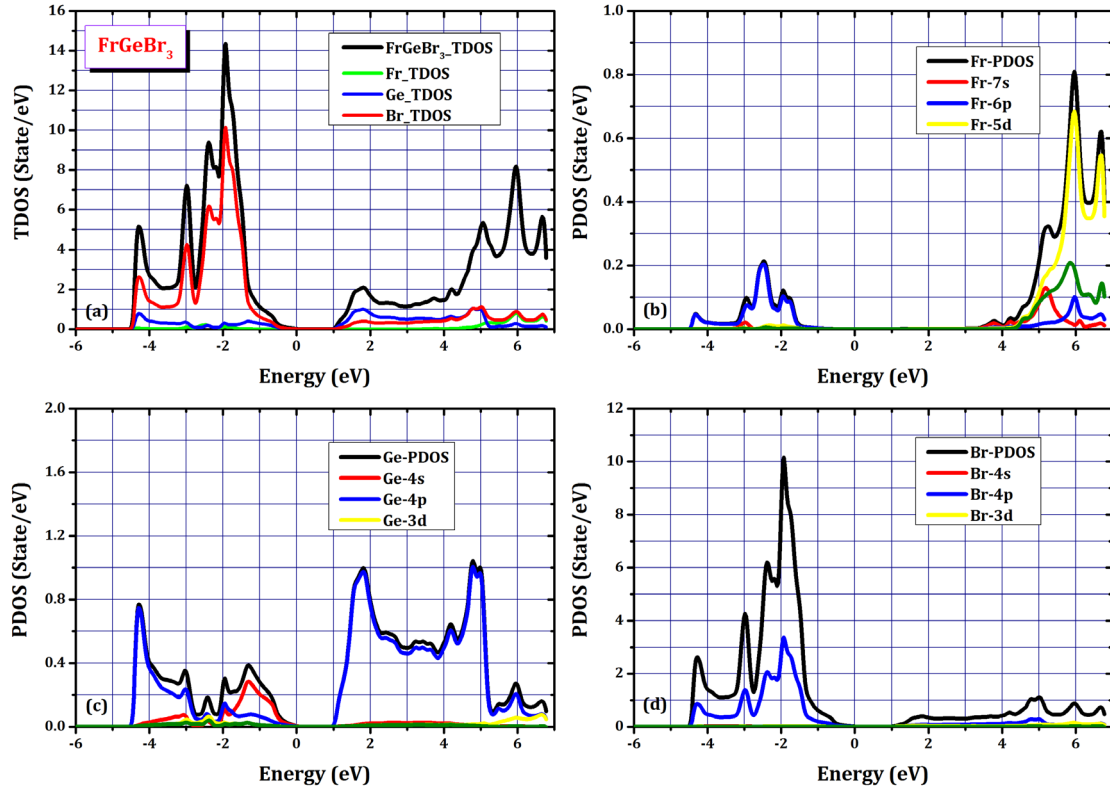 FrGeBr3
FrGeBr3_TDOS
Fr_TDOS
Ge_TDOS
Br_TDOS
TDOS (State/eV)
16
14
12
10
8
6
4
2
0
(a)
-6 -4 -2 0 2 4 6
Energy (eV)
Fr-PDOS
Fr-7s
Fr-6p
Fr-5d
PDOS (State/eV)
1.0
0.8
0.6
0.4
0.2
0.0
(b)
-6 -4 -2 0 2 4 6
Energy (eV)
Ge-PDOS
Ge-4s
Ge-4p
Ge-3d
PDOS (State/eV)
2.0
1.6
1.2
0.8
0.4
0.0
(c)
-6 -4 -2 0 2 4 6
Energy (eV)
Br-PDOS
Br-4s
Br-4p
Br-3d
PDOS (State/eV)
12
10
8
6
4
2
0
(d)
-6 -4 -2 0 2 4 6
Energy (eV)